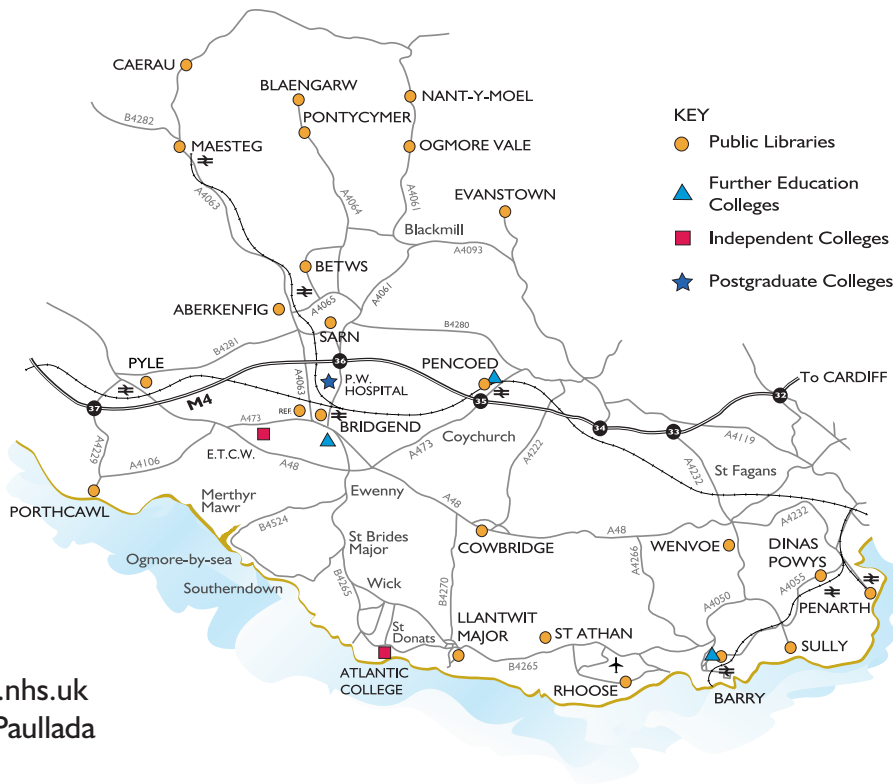 CAERAU
BLAENGARW
NANT-Y-MOEL
PONTYCYMER
B4282
MAESTEG
OGMORE VALE
A4063
A4064
A4061
EVANSTOWN
Blackmill
A4093
BETWS
A4061
A4065
ABERKENFIG
SARN
B4280
B4281
PYLE
36
P.W.
HOSPITAL
PENCOED
To CARDIFF
32
37
M4
A4063
REF.
BRIDGEND
35
34
33
A473
A4229
A4106
E.T.C.W.
A48
A473
Coychurch
A4222
A4119
A4232
St Fagans
PORTHCAWL
Merthyr
Mawr
Ewenny
A48
B4524
St Brides
Major
COWBRIDGE
A48
A4232
WENVOE
DINAS
POWYS
Ogmore-by-sea
Southerndown
B4265
Wick
B4270
A4266
A4055
A4050
PENARTH
St
Donats
LLANTWIT
MAJOR
ST ATHAN
SULLY
ATLANTIC
COLLEGE
B4265
RHOOSE
BARRY
KEY
Public Libraries
Further Education
Colleges
Independent Colleges
Postgraduate Colleges
.nhs.uk
Paullada